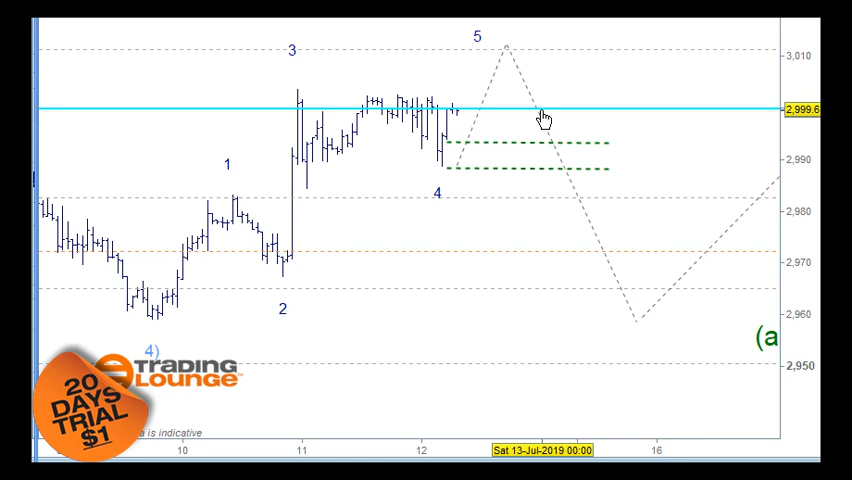 5
3
3,010
2,999.6
2,990
1
4
2,980
2,970
2
2,960
(a
4)
2,950
TRADING
LOUNGE™
20
DAYS
TRIAL
$1
a is indicative
10
11
12
Sat 13-Jul-2019 00:00
16